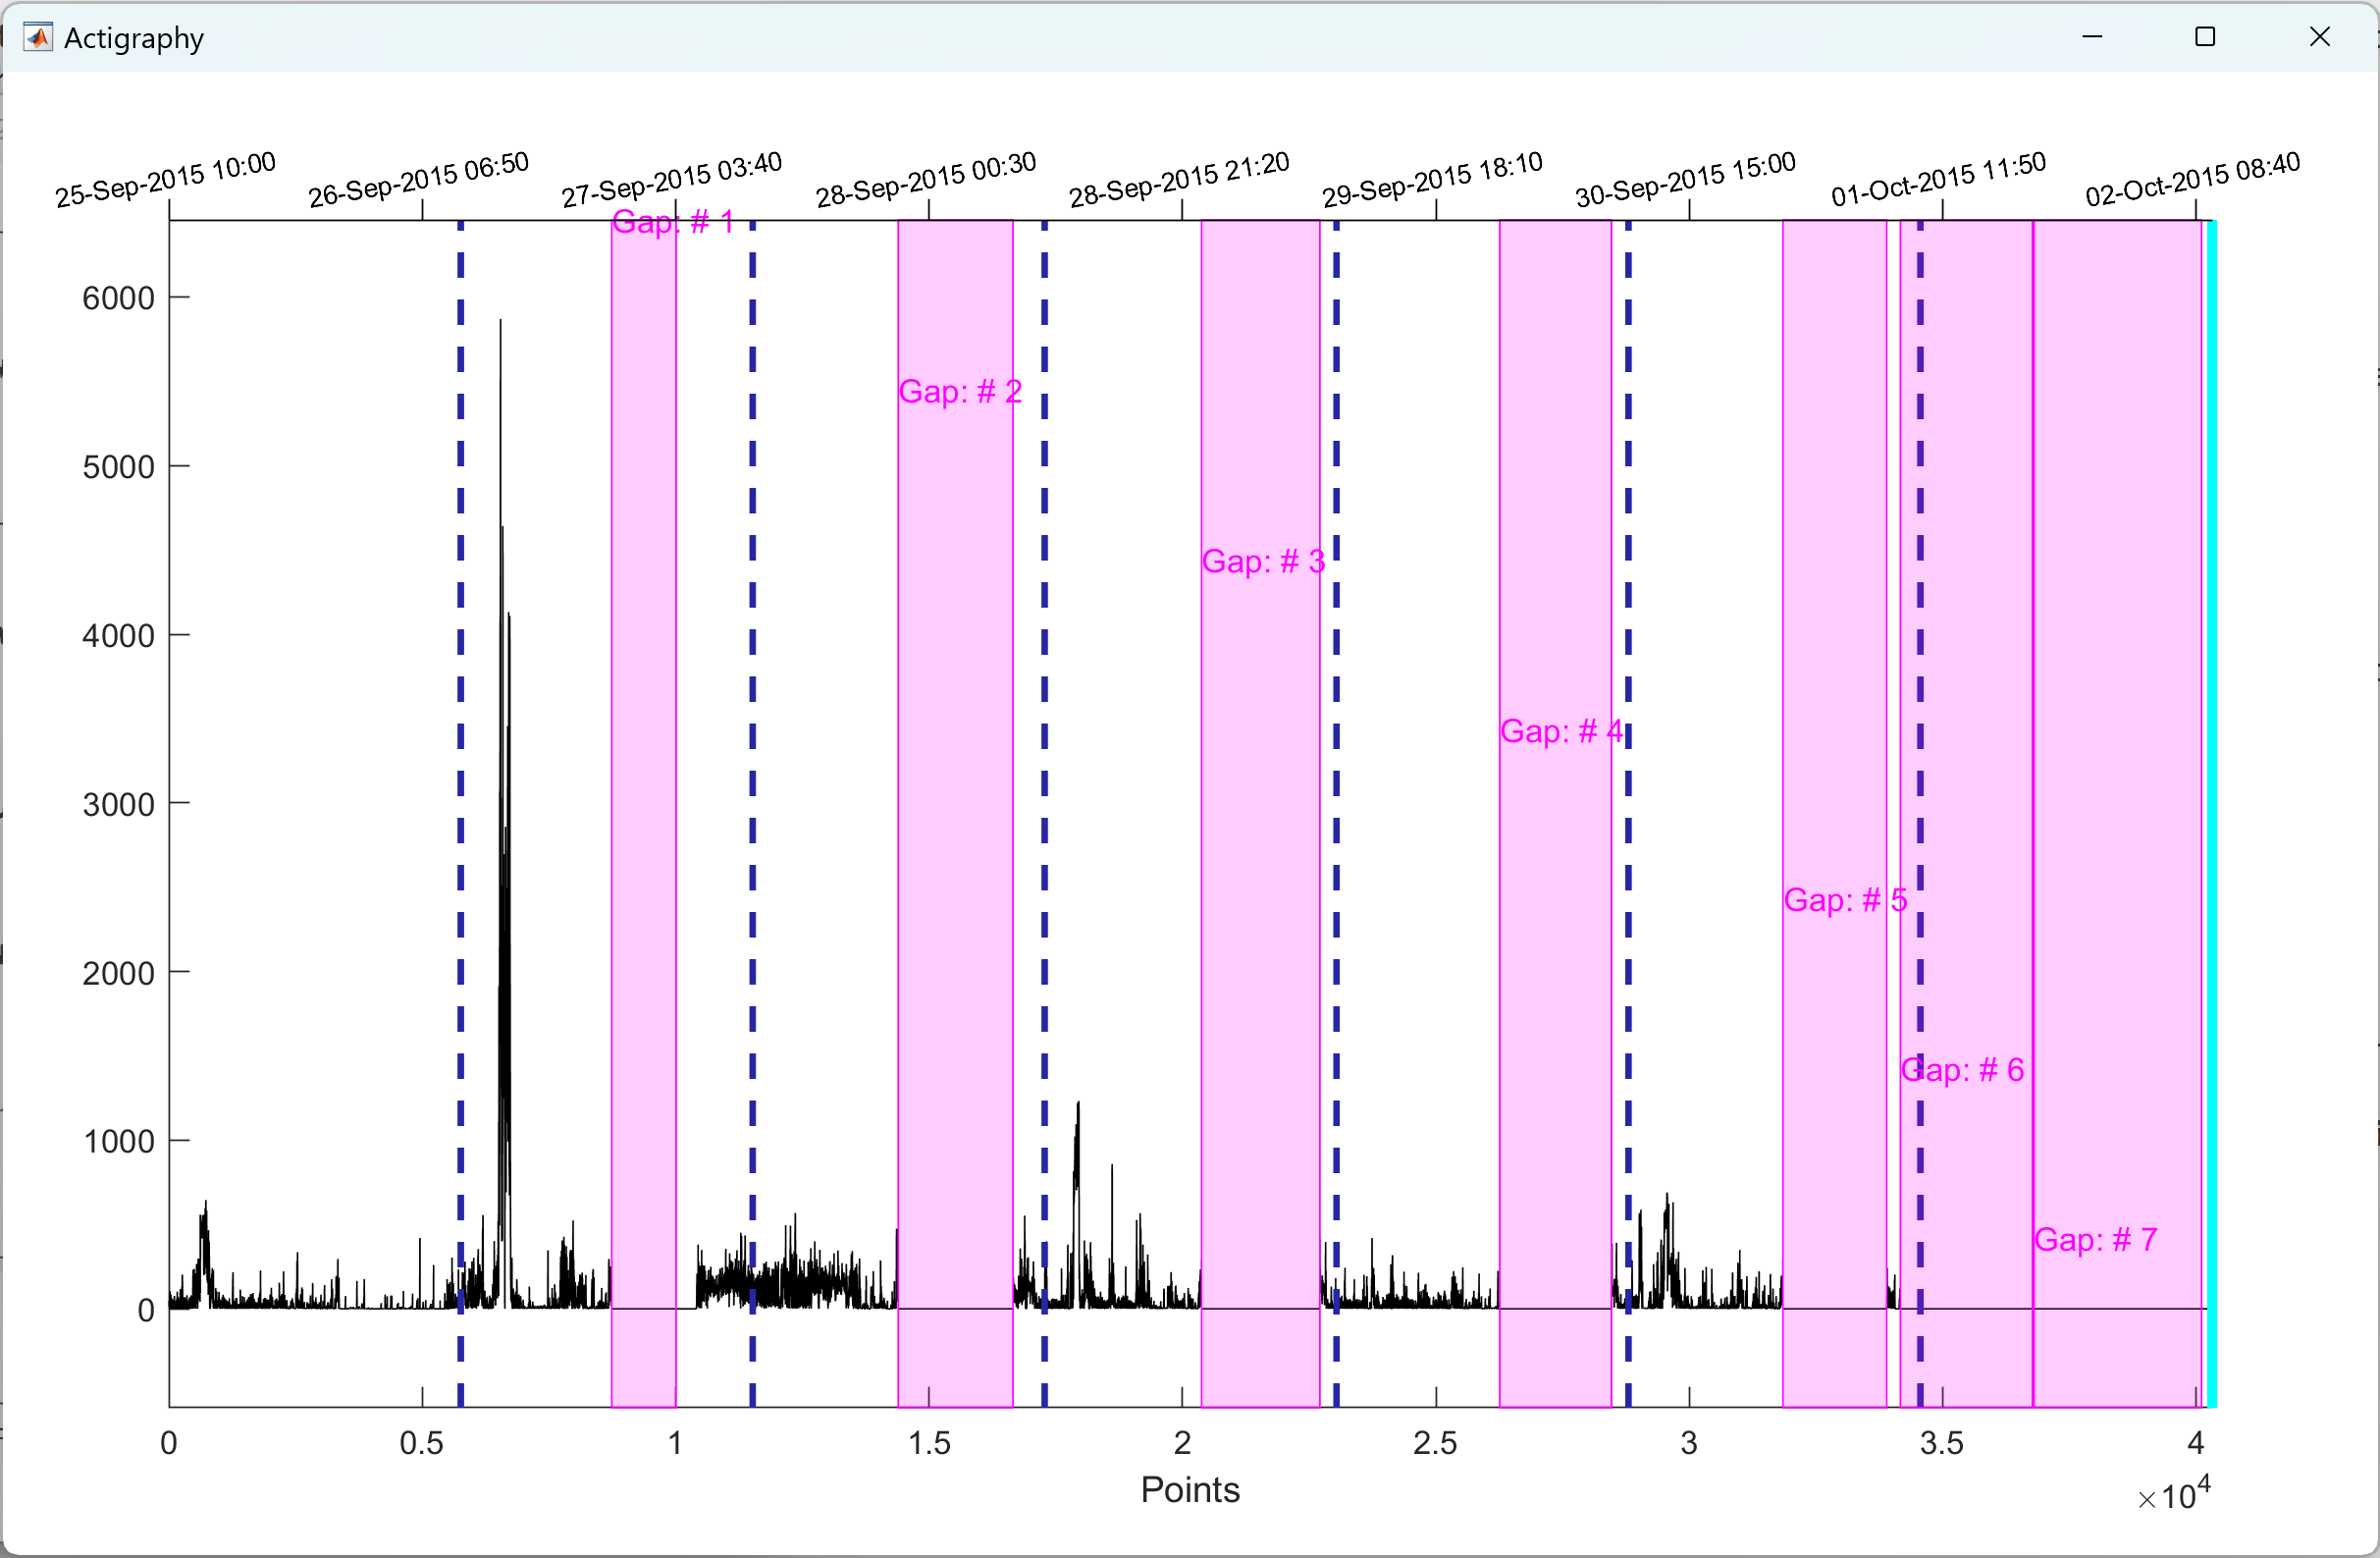 Actigraphy
25-Sep-2015 10:00
26-Sep-2015 06:50
27-Sep-2015 03:40
28-Sep-2015 00:30
28-Sep-2015 21:20
29-Sep-2015 18:10
30-Sep-2015 15:00
01-Oct-2015 11:50
02-Oct-2015 08:40
Gap: # 1
6000
Gap: # 2
5000
Gap: # 3
4000
Gap: # 4
3000
Gap: # 5
2000
Gap: # 6
1000
Gap: # 7
0
0 0.5 1 1.5 2 2.5 3 3.5 4
Points
×10⁴